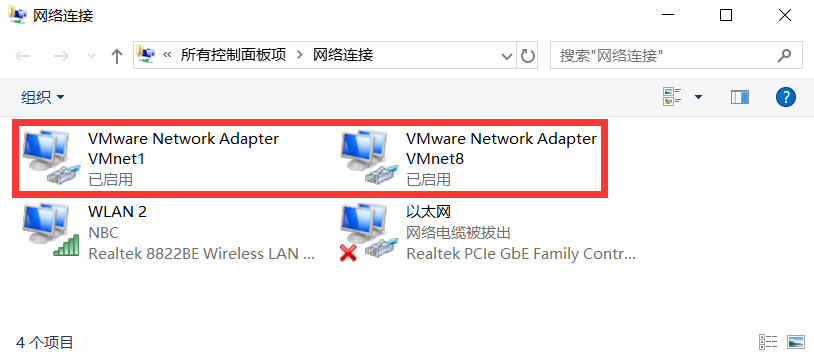 网络连接
« 所有控制面板项 > 网络连接
搜索"网络连接"
组织
VMware Network Adapter
VMnet1
已启用
VMware Network Adapter
VMnet8
已启用
WLAN 2
NBC
Realtek 8822BE Wireless LAN ...
以太网
网络电缆被拔出
Realtek PCIe GbE Family Contr...
4 个项目